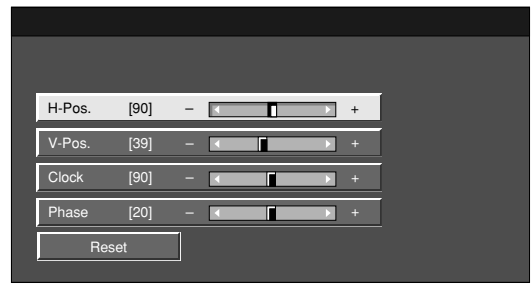 H-Pos. [90] – +
V-Pos. [39] – +
Clock [90] – +
Phase [20] – +
Reset